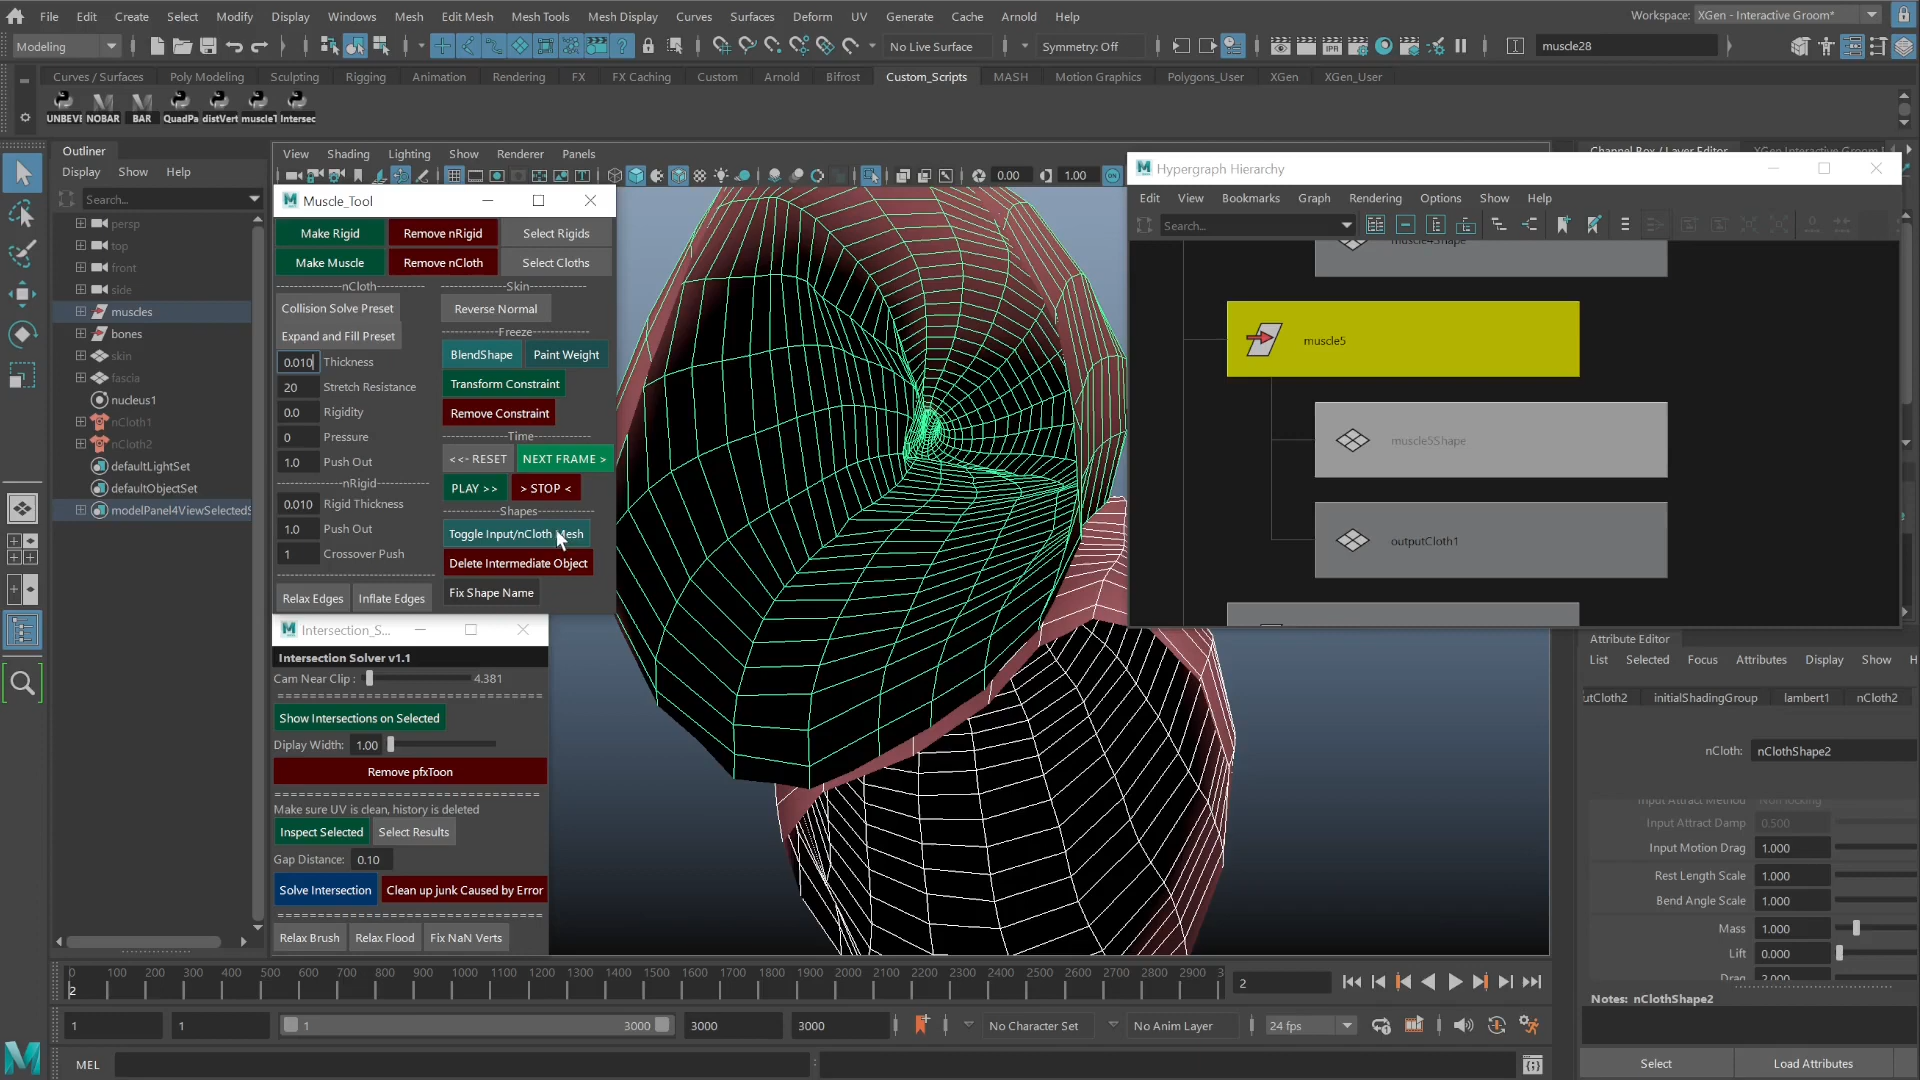 File Edit Create Select Modify Display Windows Mesh Edit Mesh Mesh Tools Mesh Display Curves Surfaces Deform UV Generate Cache Arnold Help
Workspace: XGen - Interactive Groom*
Modeling
No Live Surface
Symmetry: Off
muscle28
Curves / Surfaces Poly Modeling Sculpting Rigging Animation Rendering FX FX Caching Custom Arnold Bifrost Custom_Scripts MASH Motion Graphics Polygons_User XGen XGen_User
UNBEVE NOBAR BAR QuadPa distVert muscleT Intersec
Outliner
Display Show Help
Search...
persp
top
front
side
muscles
bones
skin
fascia
nucleus1
nCloth1
nCloth2
defaultLightSet
defaultObjectSet
modelPanel4ViewSelectedS
View Shading Lighting Show Renderer Panels
0.00
1.00
Channel Box / Layer Editor
Muscle_Tool
Make Rigid Remove nRigid Select Rigids
Make Muscle Remove nCloth Select Cloths
nCloth
Skin
Collision Solve Preset
Reverse Normal
Freeze
Expand and Fill Preset
BlendShape Paint Weight
0.010 Thickness
Transform Constraint
20 Stretch Resistance
Remove Constraint
0.0 Rigidity
Time
0 Pressure
<<- RESET NEXT FRAME >
1.0 Push Out
nRigid
PLAY >> > STOP <
0.010 Rigid Thickness
Shapes
1.0 Push Out
Toggle Input/nCloth Mesh
1 Crossover Push
Delete Intermediate Object
Relax Edges Inflate Edges
Fix Shape Name
Intersection_S...
Intersection Solver v1.1
Cam Near Clip : 4.381
Show Intersections on Selected
Diplay Width: 1.00
Remove pfxToon
Make sure UV is clean, history is deleted
Inspect Selected Select Results
Gap Distance: 0.10
Solve Intersection Clean up junk Caused by Error
Relax Brush Relax Flood Fix NaN Verts
Hypergraph Hierarchy
Edit View Bookmarks Graph Rendering Options Show Help
Search...
muscle4Shape
muscle5
muscle5Shape
outputCloth1
Attribute Editor
List Selected Focus Attributes Display Show H
utCloth2 initialShadingGroup lambert1 nCloth2
nCloth: nClothShape2
Input Attract Method
Input Attract Damp 0.500
Input Motion Drag 1.000
Rest Length Scale 1.000
Bend Angle Scale 1.000
Mass 1.000
Lift 0.000
Drag 2.000
Notes: nClothShape2
Select Load Attributes
0 100 200 300 400 500 600 700 800 900 1000 1100 1200 1300 1400 1500 1600 1700 1800 1900 2000 2100 2200 2300 2400 2500 2600 2700 2800 2900 3
2
2
1 1 1 3000 3000 3000
No Character Set
No Anim Layer
24 fps
MEL